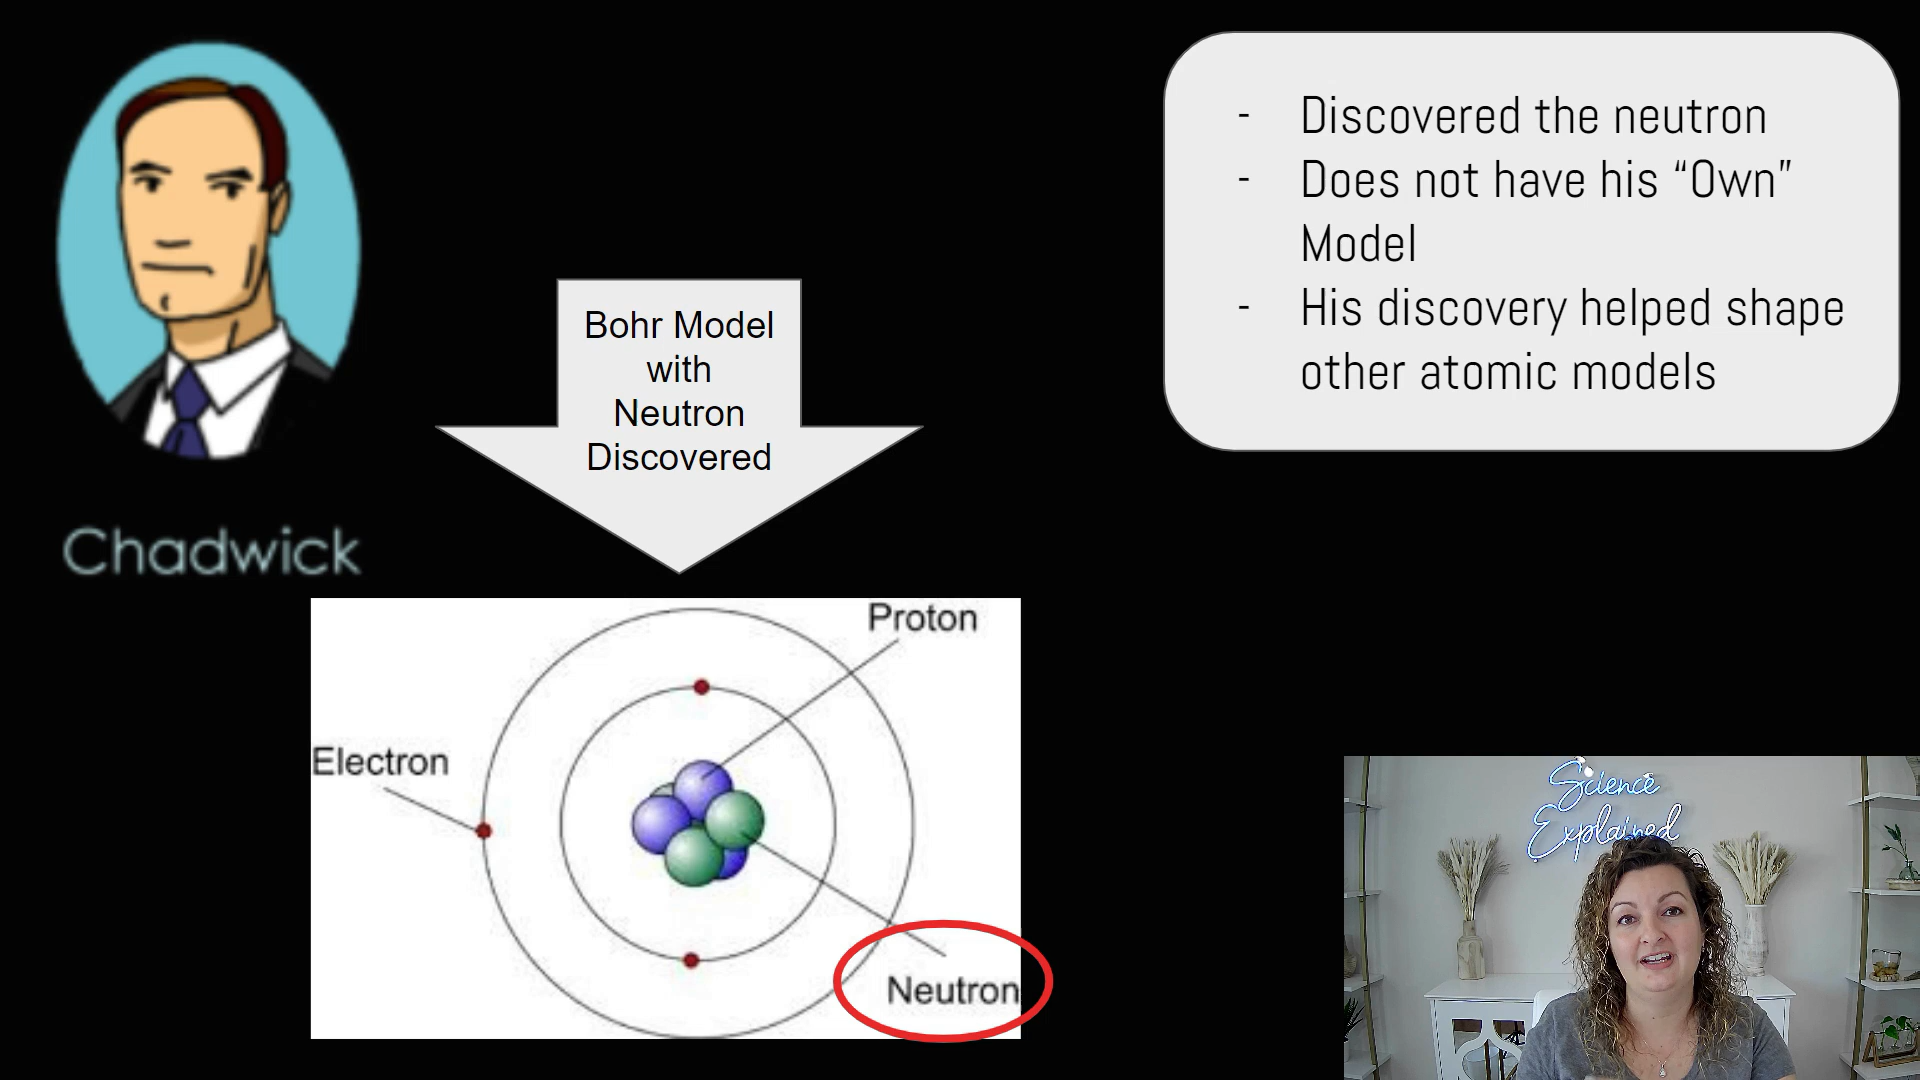 Chadwick
Bohr Model
with
Neutron
Discovered
- Discovered the neutron
- Does not have his “Own”
Model
- His discovery helped shape
other atomic models
Proton
Electron
Neutron
Science
Explained